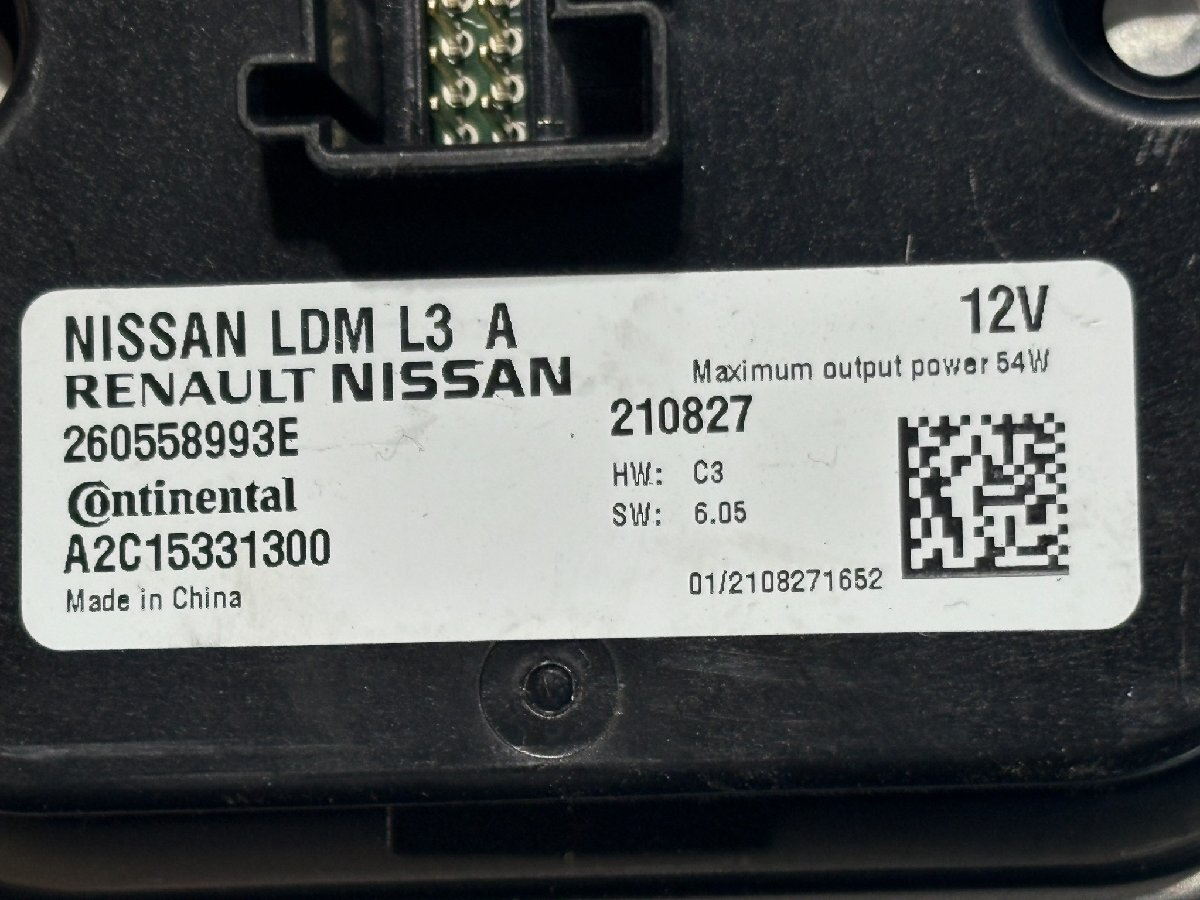 NISSAN LDM L3 A
12V
RENAULT NISSAN
Maximum output power 54W
260558993E
210827
Continental
HW: C3
A2C15331300
SW: 6.05
Made in China
01/2108271652